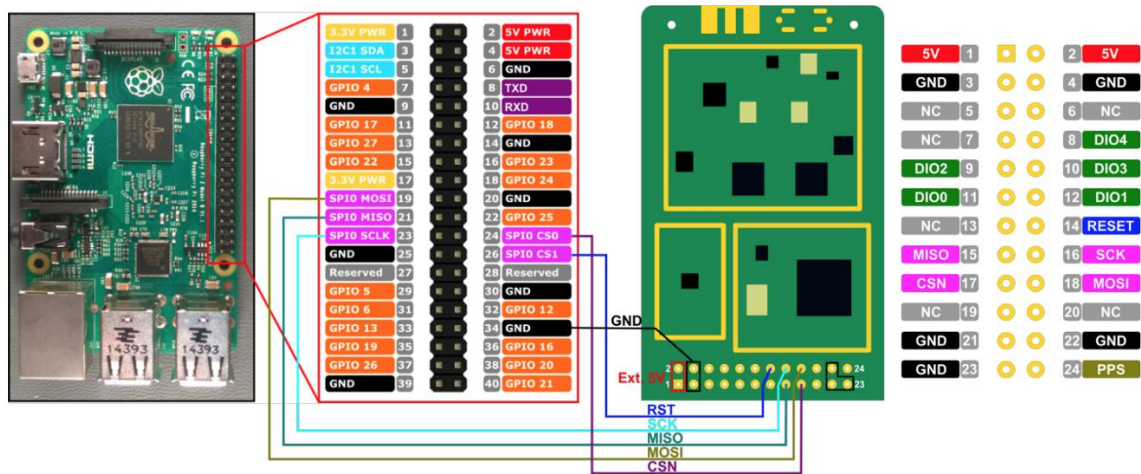 3.3V PWR 1 2 5V PWR
I2C1 SDA 3 4 5V PWR
I2C1 SCL 5 6 GND
GPIO 4 7 8 TXD
GND 9 10 RXD
GPIO 17 11 12 GPIO 18
GPIO 27 13 14 GND
GPIO 22 15 16 GPIO 23
3.3V PWR 17 18 GPIO 24
SPI0 MOSI 19 20 GND
SPI0 MISO 21 22 GPIO 25
SPI0 SCLK 23 24 SPI0 CS0
GND 25 26 SPI0 CS1
Reserved 27 28 Reserved
GPIO 5 29 30 GND
GPIO 6 31 32 GPIO 12
GPIO 13 33 34 GND
GPIO 19 35 36 GPIO 16
GPIO 26 37 38 GPIO 20
GND 39 40 GPIO 21
DISPLAY
HDMI
14393
14393
GND
Ext. 5V
2 24
1 23
RST
SCK
MISO
MOSI
CSN
5V 1 2 5V
GND 3 4 GND
NC 5 6 NC
NC 7 8 DIO4
DIO2 9 10 DIO3
DIO0 11 12 DIO1
NC 13 14 RESET
MISO 15 16 SCK
CSN 17 18 MOSI
NC 19 20 NC
GND 21 22 GND
GND 23 24 PPS